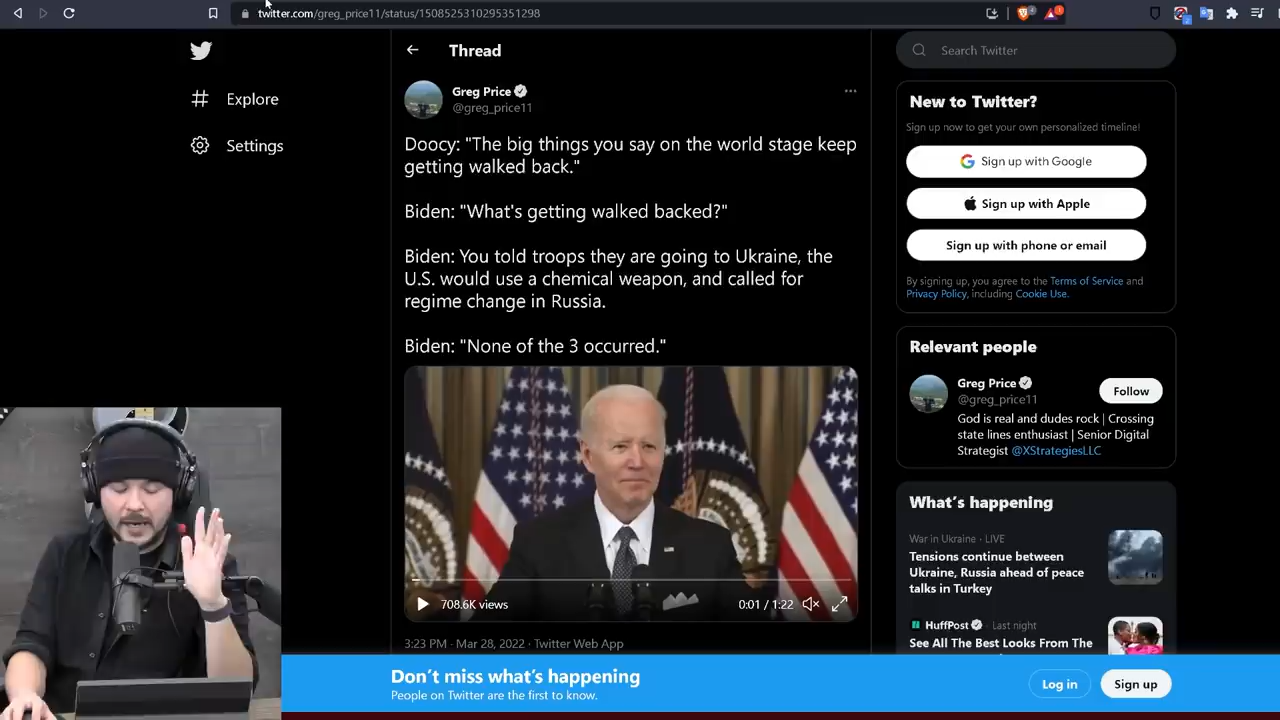 twitter.com/greg_price11/status/1508525310295351298
Explore
Settings
Thread
Greg Price
@greg_price11
Doocy: "The big things you say on the world stage keep
getting walked back."
Biden: "What's getting walked backed?"
Biden: You told troops they are going to Ukraine, the
U.S. would use a chemical weapon, and called for
regime change in Russia.
Biden: "None of the 3 occurred."
708.6K views
0:01 / 1:22
3:23 PM · Mar 28, 2022 · Twitter Web App
Search Twitter
New to Twitter?
Sign up now to get your own personalized timeline!
Sign up with Google
Sign up with Apple
Sign up with phone or email
By signing up, you agree to the Terms of Service and
Privacy Policy, including Cookie Use.
Relevant people
Greg Price
@greg_price11
Follow
God is real and dudes rock | Crossing
state lines enthusiast | Senior Digital
Strategist @XStrategiesLLC
What's happening
War in Ukraine · LIVE
Tensions continue between
Ukraine, Russia ahead of peace
talks in Turkey
HuffPost · Last night
See All The Best Looks From The
Don't miss what's happening
People on Twitter are the first to know.
Log in
Sign up